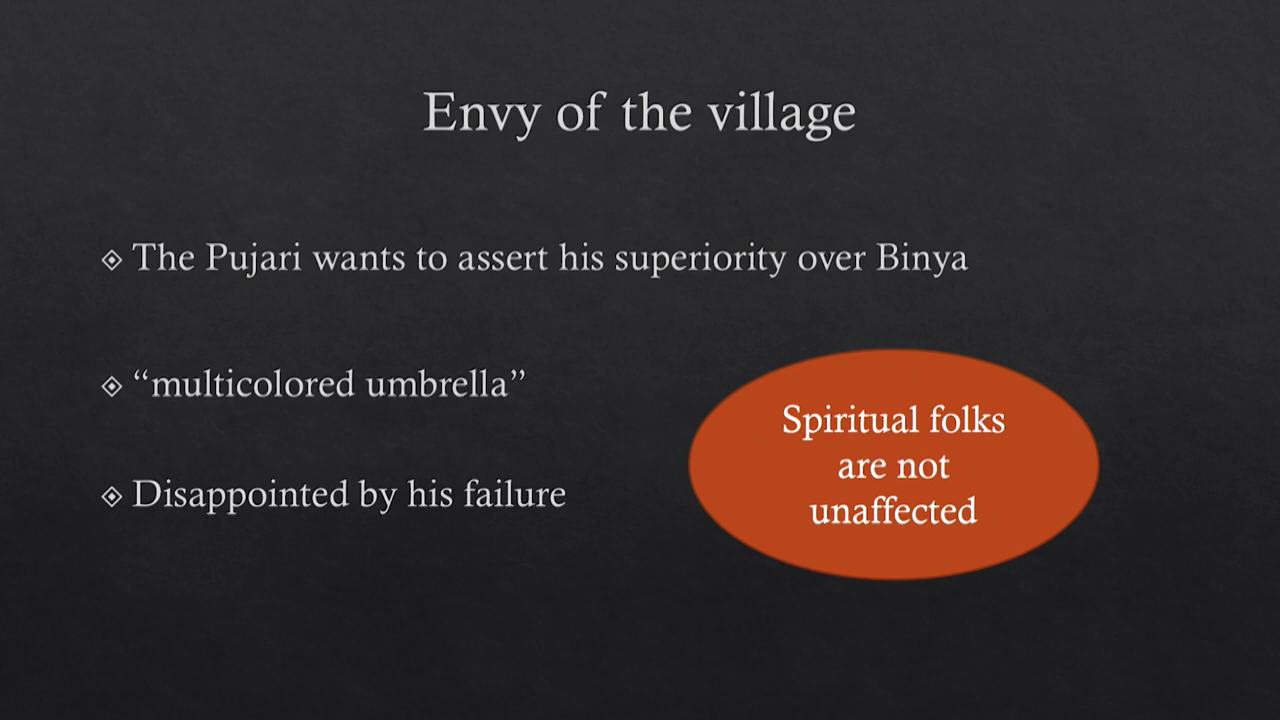 Envy of the village
The Pujari wants to assert his superiority over Binya
“multicolored umbrella”
Disappointed by his failure
Spiritual folks
are not
unaffected